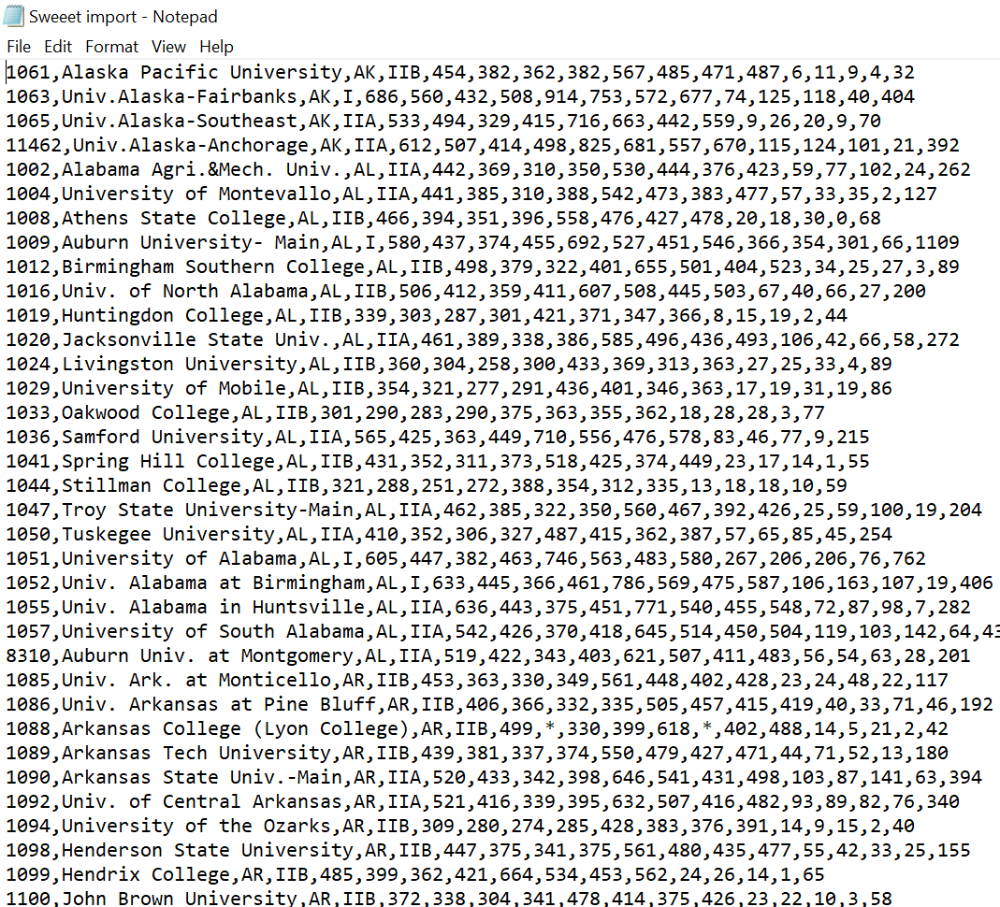 Sweeet import - Notepad
File Edit Format View Help
1061,Alaska Pacific University,AK,IIB,454,382,362,382,567,485,471,487,6,11,9,4,32
1063,Univ.Alaska-Fairbanks,AK,I,686,560,432,508,914,753,572,677,74,125,118,40,404
1065,Univ.Alaska-Southeast,AK,IIA,533,494,329,415,716,663,442,559,9,26,20,9,70
11462,Univ.Alaska-Anchorage,AK,IIA,612,507,414,498,825,681,557,670,115,124,101,21,392
1002,Alabama Agri.&Mech. Univ.,AL,IIA,442,369,310,350,530,444,376,423,59,77,102,24,262
1004,University of Montevallo,AL,IIA,441,385,310,388,542,473,383,477,57,33,35,2,127
1008,Athens State College,AL,IIB,466,394,351,396,558,476,427,478,20,18,30,0,68
1009,Auburn University- Main,AL,I,580,437,374,455,692,527,451,546,366,354,301,66,1109
1012,Birmingham Southern College,AL,IIB,498,379,322,401,655,501,404,523,34,25,27,3,89
1016,Univ. of North Alabama,AL,IIB,506,412,359,411,607,508,445,503,67,40,66,27,200
1019,Huntingdon College,AL,IIB,339,303,287,301,421,371,347,366,8,15,19,2,44
1020,Jacksonville State Univ.,AL,IIA,461,389,338,386,585,496,436,493,106,42,66,58,272
1024,Livingston University,AL,IIB,360,304,258,300,433,369,313,363,27,25,33,4,89
1029,University of Mobile,AL,IIB,354,321,277,291,436,401,346,363,17,19,31,19,86
1033,Oakwood College,AL,IIB,301,290,283,290,375,363,355,362,18,28,28,3,77
1036,Samford University,AL,IIA,565,425,363,449,710,556,476,578,83,46,77,9,215
1041,Spring Hill College,AL,IIB,431,352,311,373,518,425,374,449,23,17,14,1,55
1044,Stillman College,AL,IIB,321,288,251,272,388,354,312,335,13,18,18,10,59
1047,Troy State University-Main,AL,IIA,462,385,322,350,560,467,392,426,25,59,100,19,204
1050,Tuskegee University,AL,IIA,410,352,306,327,487,415,362,387,57,65,85,45,254
1051,University of Alabama,AL,I,605,447,382,463,746,563,483,580,267,206,206,76,762
1052,Univ. Alabama at Birmingham,AL,I,633,445,366,461,786,569,475,587,106,163,107,19,406
1055,Univ. Alabama in Huntsville,AL,IIA,636,443,375,451,771,540,455,548,72,87,98,7,282
1057,University of South Alabama,AL,IIA,542,426,370,418,645,514,450,504,119,103,142,64,43
8310,Auburn Univ. at Montgomery,AL,IIA,519,422,343,403,621,507,411,483,56,54,63,28,201
1085,Univ. Ark. at Monticello,AR,IIB,453,363,330,349,561,448,402,428,23,24,48,22,117
1086,Univ. Arkansas at Pine Bluff,AR,IIB,406,366,332,335,505,457,415,419,40,33,71,46,192
1088,Arkansas College (Lyon College),AR,IIB,499,*,330,399,618,*,402,488,14,5,21,2,42
1089,Arkansas Tech University,AR,IIB,439,381,337,374,550,479,427,471,44,71,52,13,180
1090,Arkansas State Univ.-Main,AR,IIA,520,433,342,398,646,541,431,498,103,87,141,63,394
1092,Univ. of Central Arkansas,AR,IIA,521,416,339,395,632,507,416,482,93,89,82,76,340
1094,University of the Ozarks,AR,IIB,309,280,274,285,428,383,376,391,14,9,15,2,40
1098,Henderson State University,AR,IIB,447,375,341,375,561,480,435,477,55,42,33,25,155
1099,Hendrix College,AR,IIB,485,399,362,421,664,534,453,562,24,26,14,1,65
1100,John Brown University,AR,IIB,372,338,304,341,478,414,375,426,23,22,10,3,58